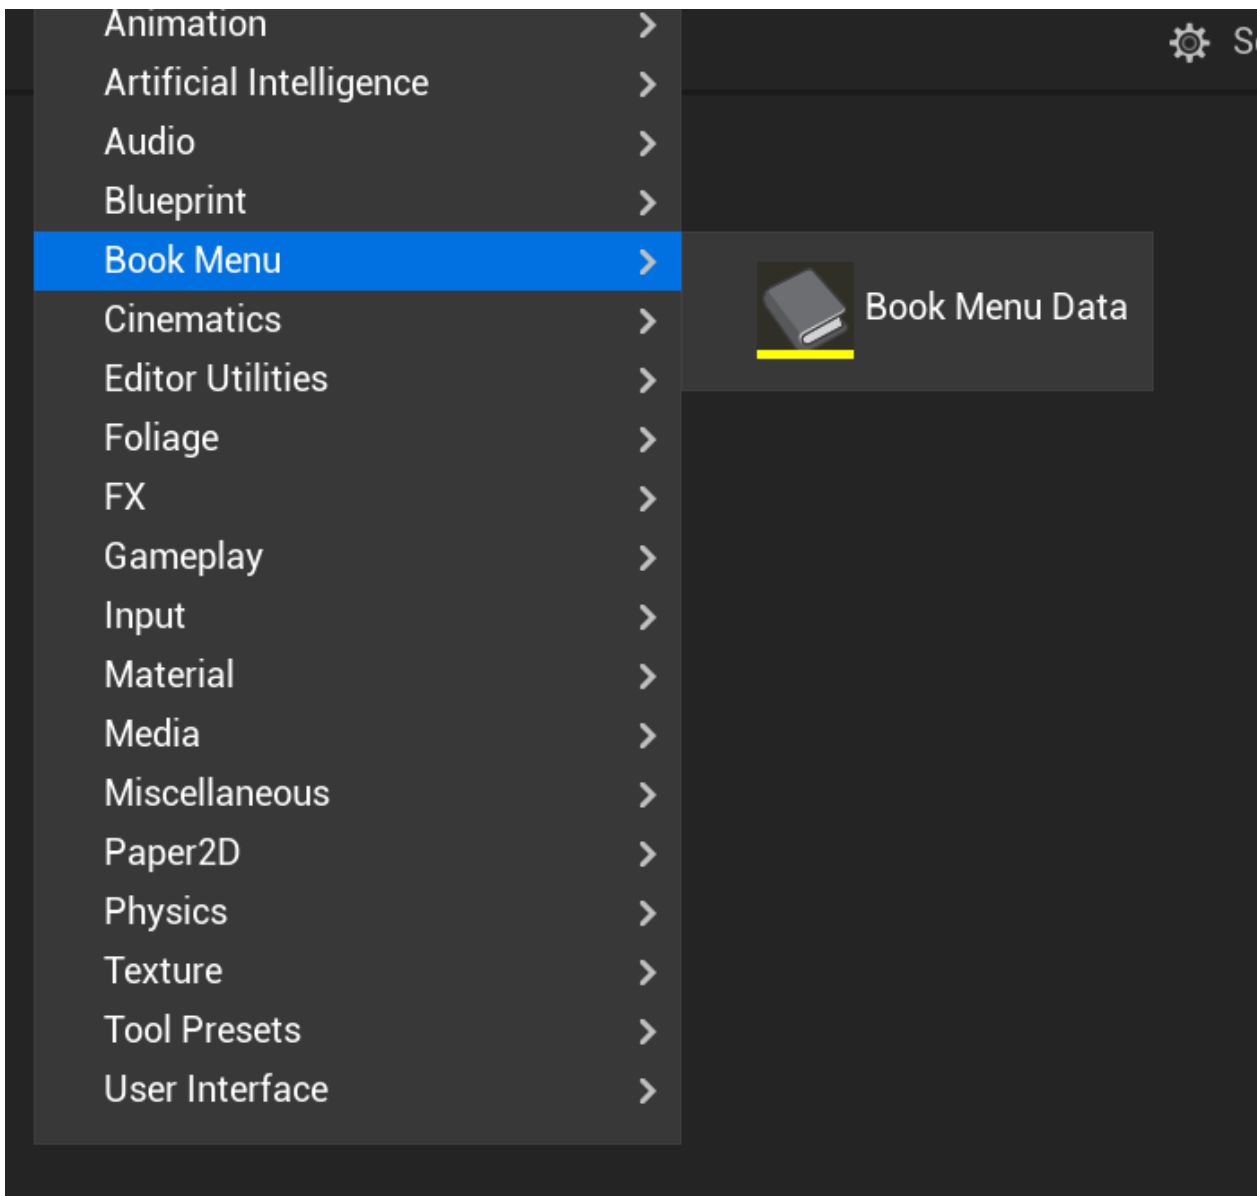 Animation
Artificial Intelligence
Audio
Blueprint
Book Menu
Book Menu Data
Cinematics
Editor Utilities
Foliage
FX
Gameplay
Input
Material
Media
Miscellaneous
Paper2D
Physics
Texture
Tool Presets
User Interface